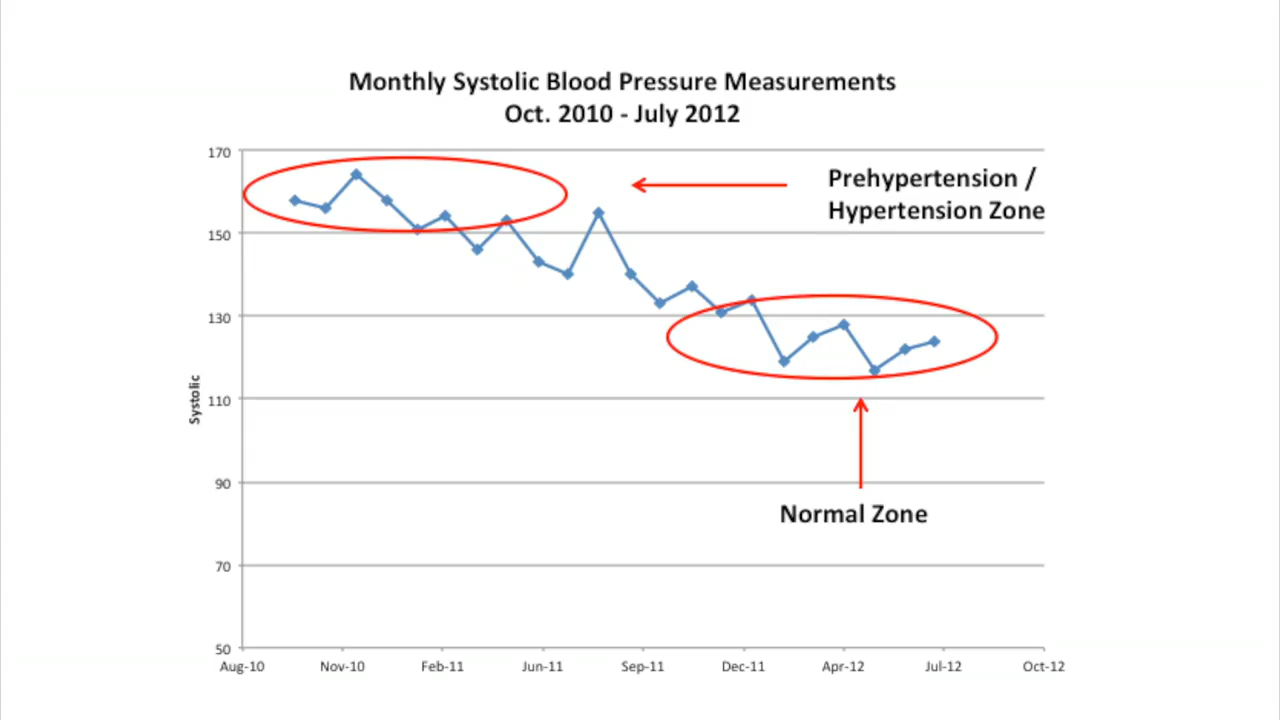 Monthly Systolic Blood Pressure Measurements
Oct. 2010 - July 2012
170
Prehypertension /
Hypertension Zone
150
130
Systolic
110
90
Normal Zone
70
50
Aug-10 Nov-10 Feb-11 Jun-11 Sep-11 Dec-11 Apr-12 Jul-12 Oct-12